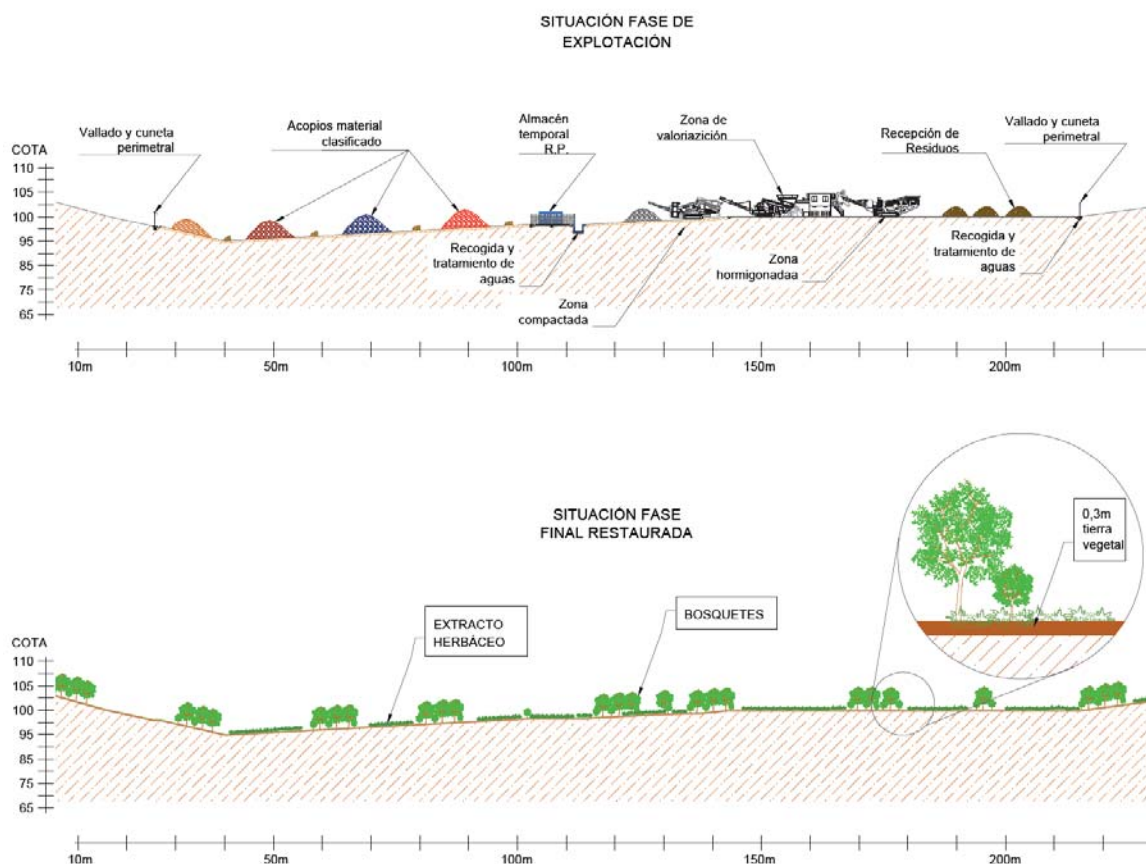 SITUACIÓN FASE DE
EXPLOTACIÓN
Vallado y cuneta
perimetral
Acopios material
clasificado
Almacén
temporal
R.P.
Zona de
valoriazición
Recepción de
Residuos
Vallado y cuneta
perimetral
COTA
110
105
100
95
85
75
65
Recogida y
tratamiento de
aguas
Zona
compactada
Zona
hormigonadaa
Recogida y
tratamiento de
aguas
10m
50m
100m
150m
200m
SITUACIÓN FASE
FINAL RESTAURADA
0,3m
tierra
vegetal
EXTRACTO
HERBÁCEO
BOSQUETES
COTA
110
105
100
95
85
75
65
10m
50m
100m
150m
200m